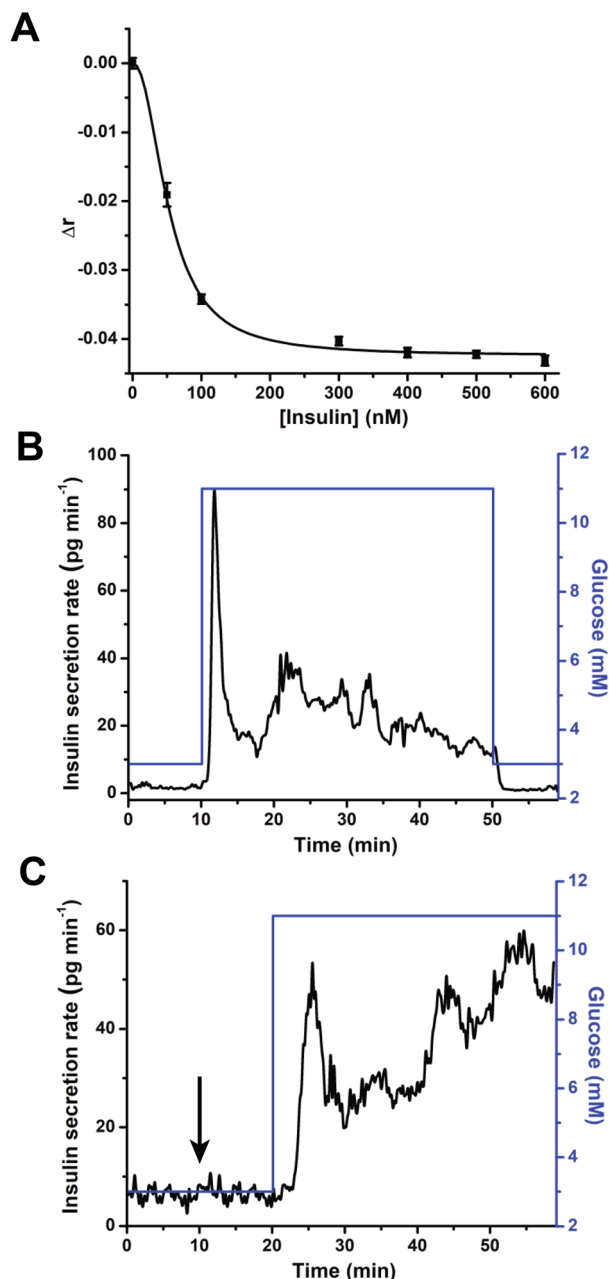 A
0.00
-0.01
-0.02
-0.03
-0.04
Δr
0 100 200 300 400 500 600
[Insulin] (nM)
B
100
80
60
40
20
0
Insulin secretion rate (pg min⁻¹)
12
10
8
6
4
2
Glucose (mM)
0 10 20 30 40 50
Time (min)
C
60
40
20
0
Insulin secretion rate (pg min⁻¹)
12
10
8
6
4
2
Glucose (mM)
0 10 20 30 40 50
Time (min)